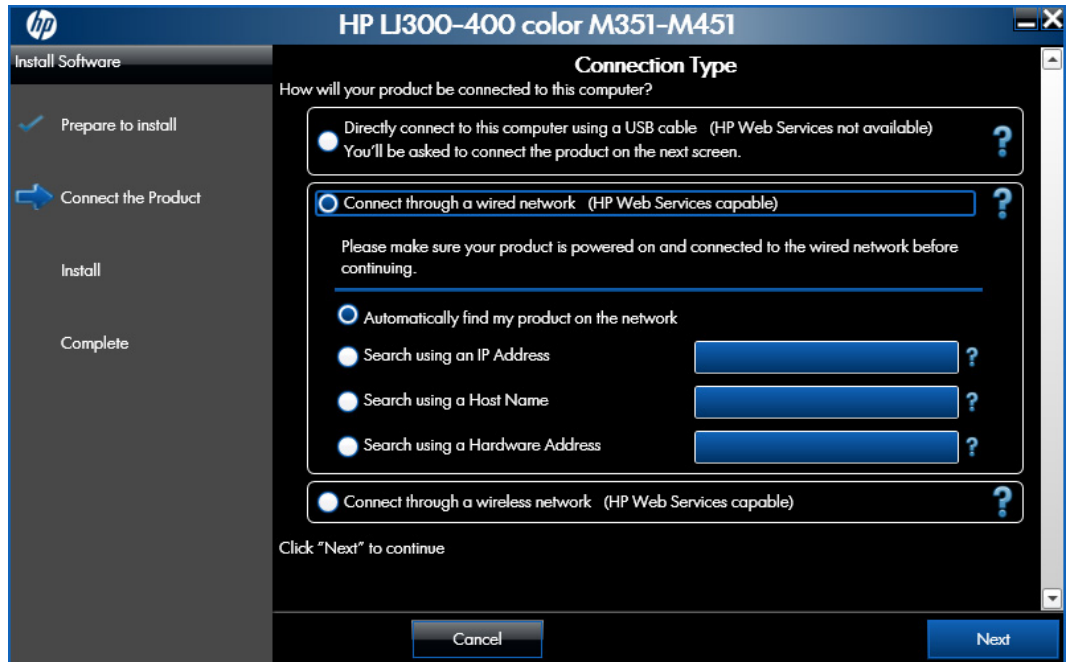 hp
HP LJ300-400 color M351-M451
Install Software
Prepare to install
Connect the Product
Install
Complete
Connection Type
How will your product be connected to this computer?
Directly connect to this computer using a USB cable (HP Web Services not available)
You'll be asked to connect the product on the next screen.
?
Connect through a wired network (HP Web Services capable)
?
Please make sure your product is powered on and connected to the wired network before
continuing.
Automatically find my product on the network
Search using an IP Address
?
Search using a Host Name
?
Search using a Hardware Address
?
Connect through a wireless network (HP Web Services capable)
?
Click "Next" to continue
Cancel
Next